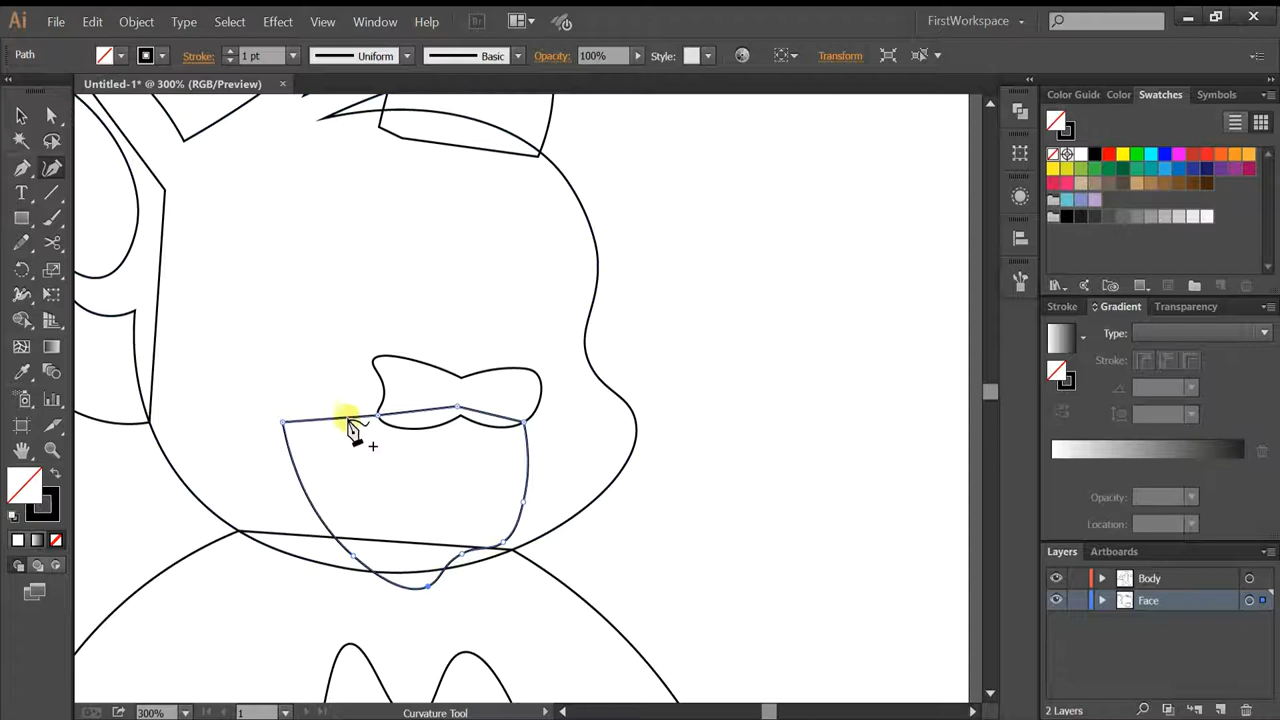 Ai File Edit Object Type Select Effect View Window Help Br FirstWorkspace
Path Stroke: 1 pt Uniform Basic Opacity: 100% Style: Transform
Untitled-1* @ 300% (RGB/Preview)
Color Guide Color Swatches Symbols
T
Stroke Gradient Transparency
Type:
Stroke:
Opacity:
Location:
Layers Artboards
Body
Face
2 Layers
300% 1 Curvature Tool